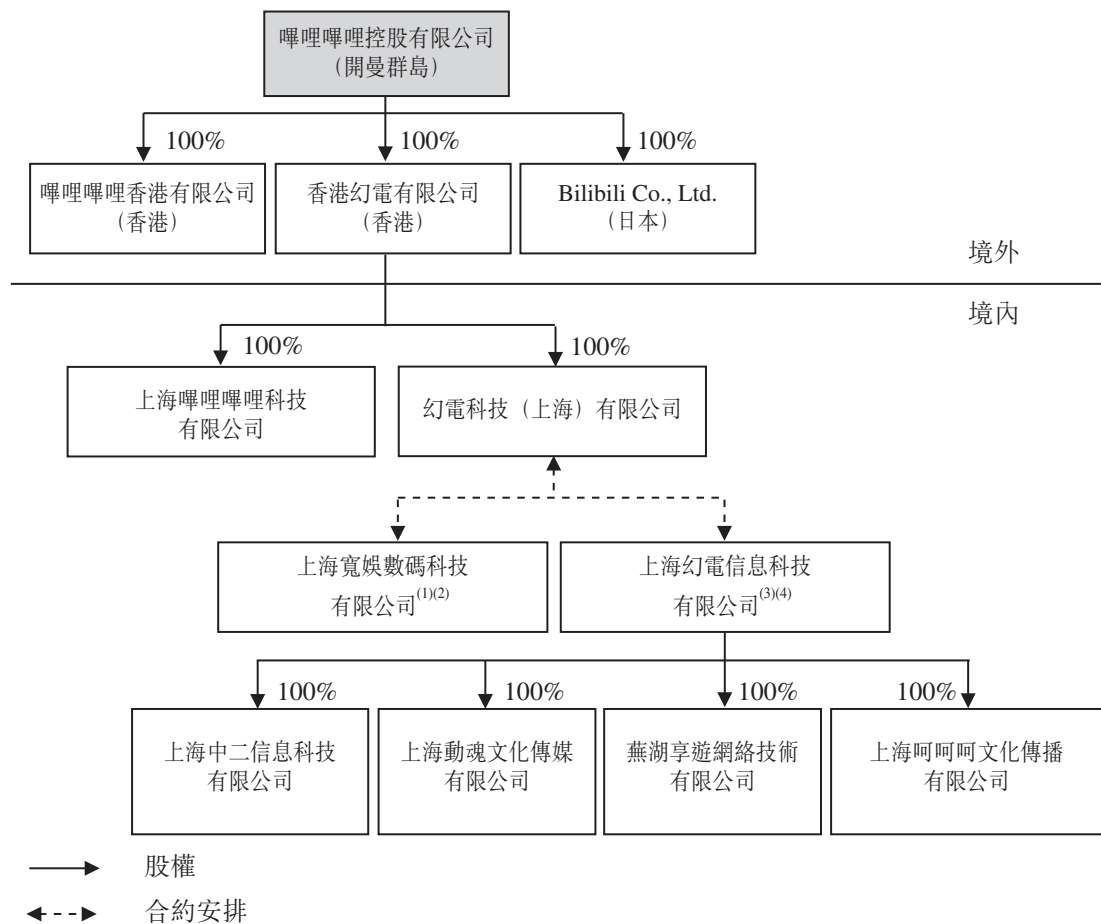 嗶哩嗶哩控股有限公司
（開曼群島）
100%
100%
100%
嗶哩嗶哩香港有限公司
（香港）
香港幻電有限公司
（香港）
Bilibili Co., Ltd.
（日本）
境外
境內
100%
100%
上海嗶哩嗶哩科技
有限公司
幻電科技（上海）有限公司
上海寬娛數碼科技
有限公司(1)(2)
上海幻電信息科技
有限公司(3)(4)
100%
100%
100%
100%
上海中二信息科技
有限公司
上海動魂文化傳媒
有限公司
蕪湖享遊網絡技術
有限公司
上海呵呵呵文化傳播
有限公司
股權
合約安排